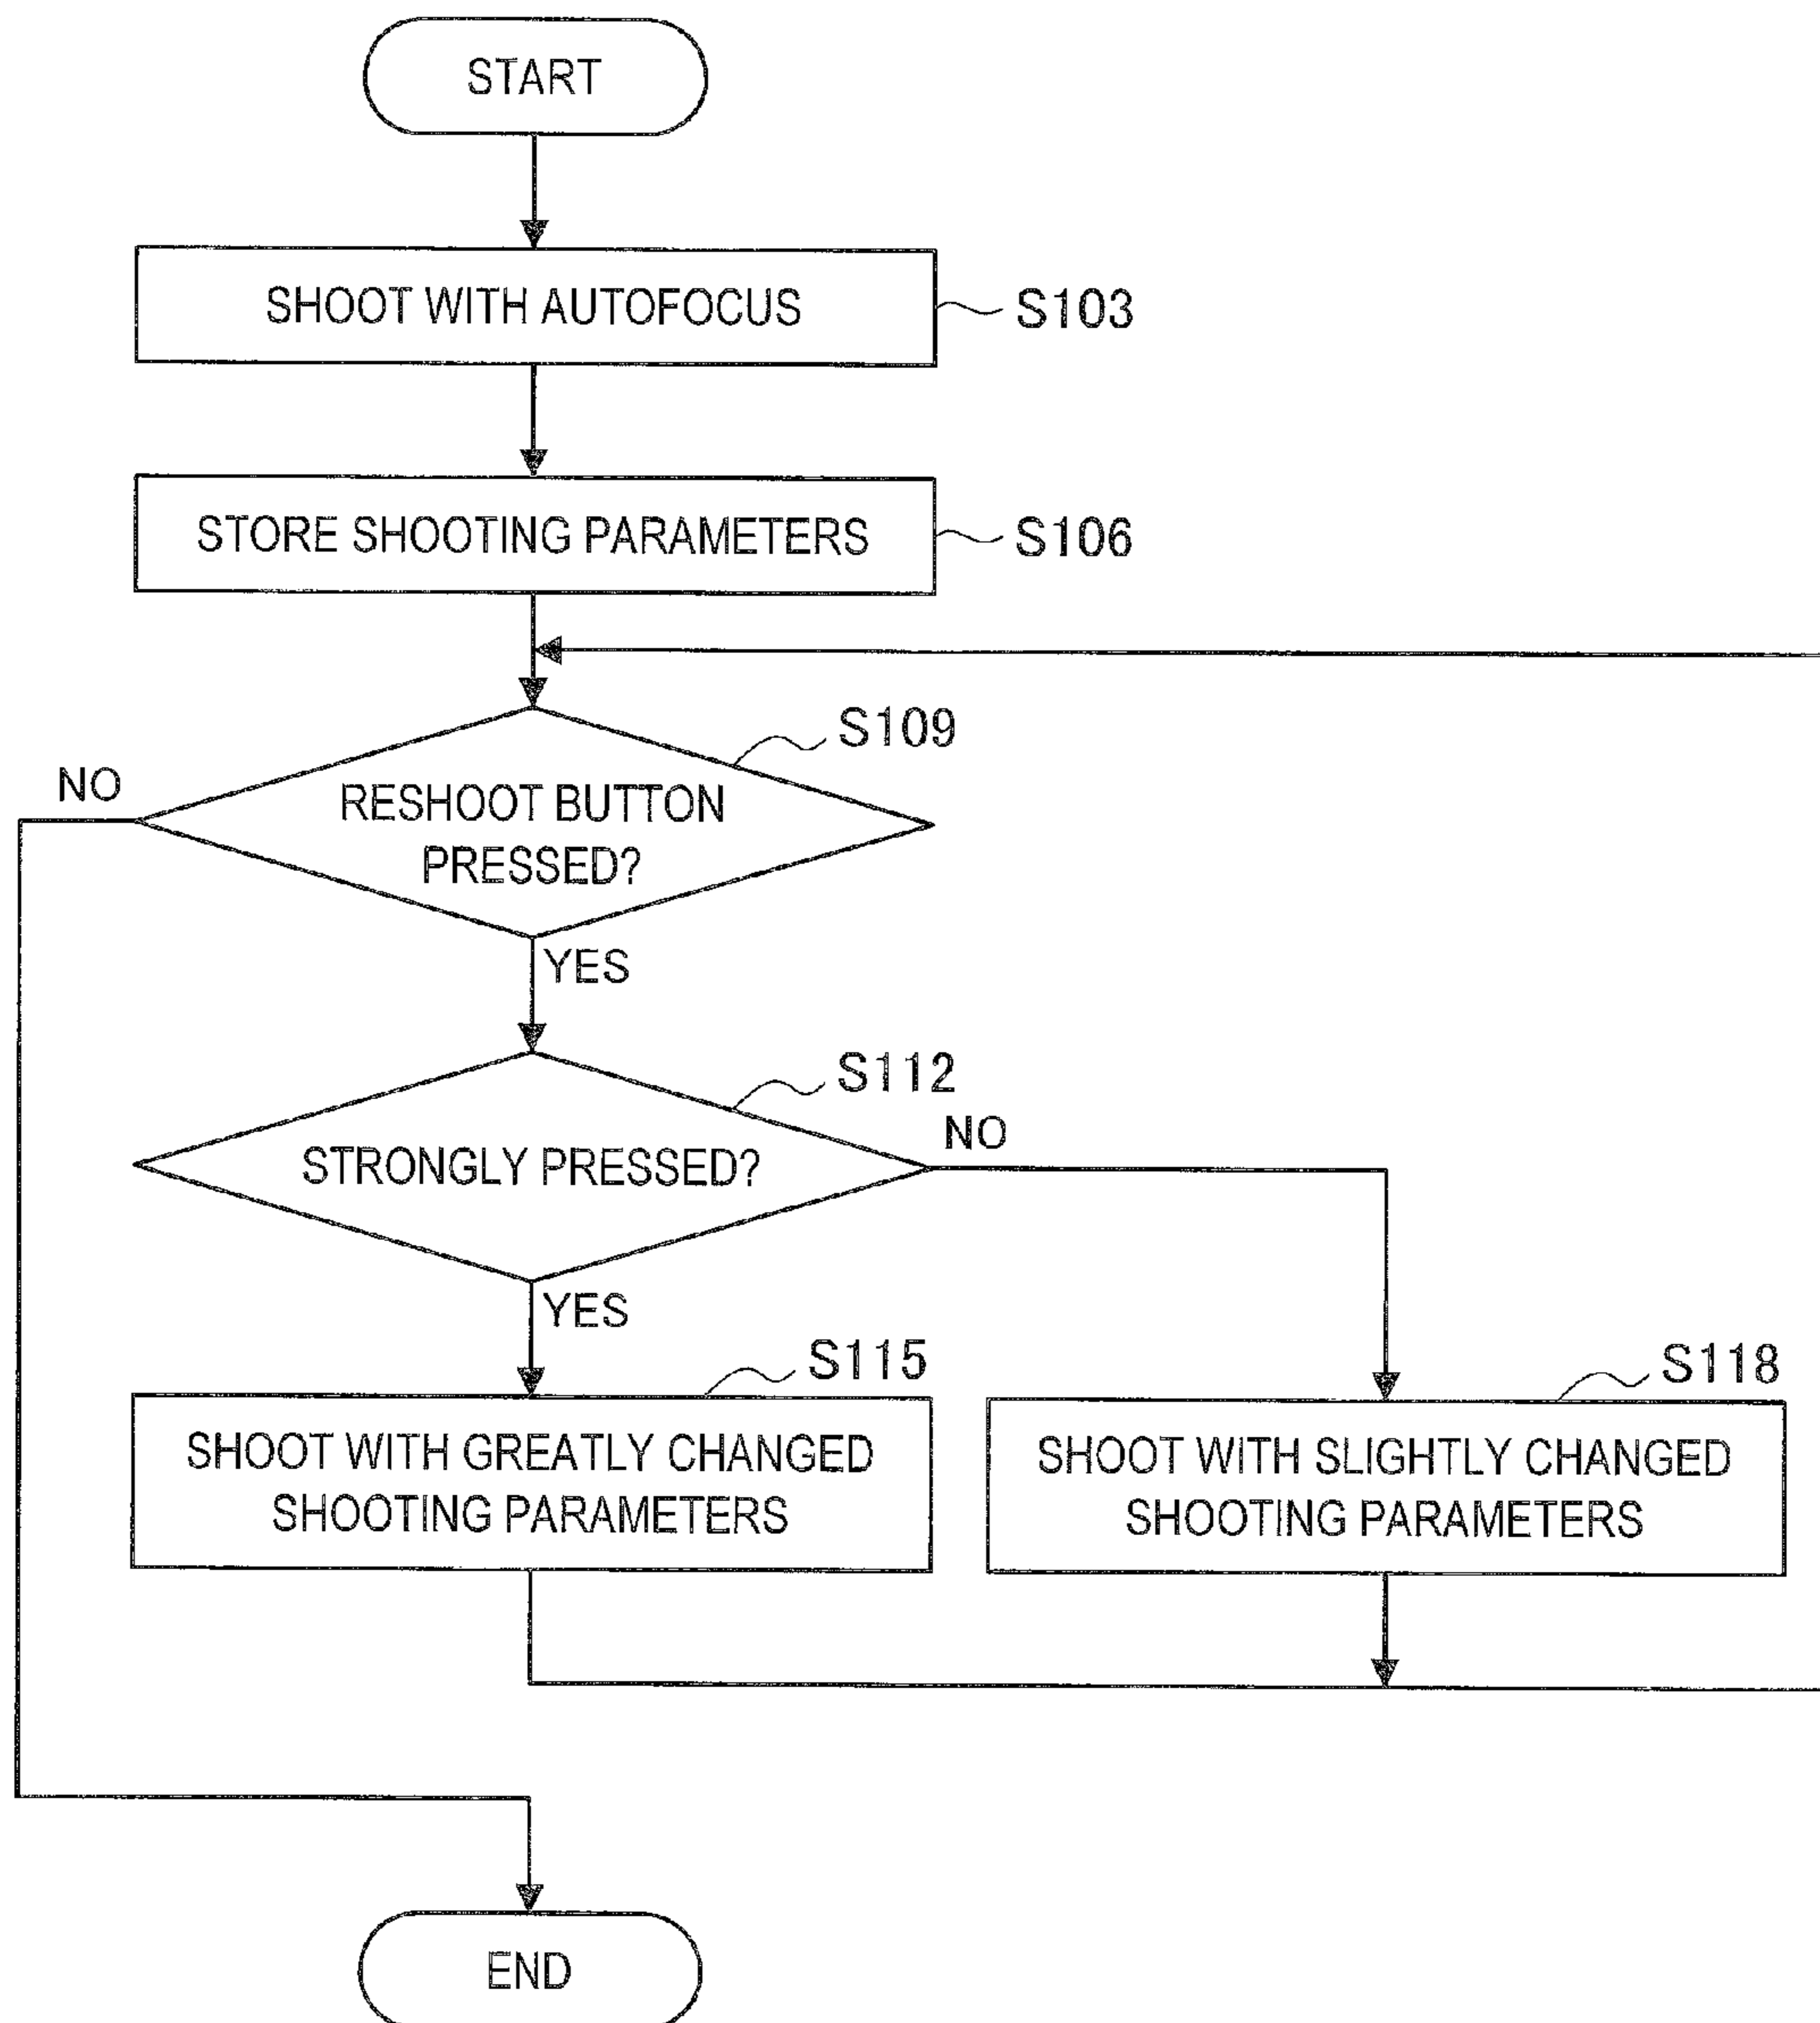 START
SHOOT WITH AUTOFOCUS
S103
STORE SHOOTING PARAMETERS
S106
S109
NO
RESHOOT BUTTON
PRESSED?
YES
S112
NO
STRONGLY PRESSED?
YES
S115
SHOOT WITH GREATLY CHANGED
SHOOTING PARAMETERS
S118
SHOOT WITH SLIGHTLY CHANGED
SHOOTING PARAMETERS
END